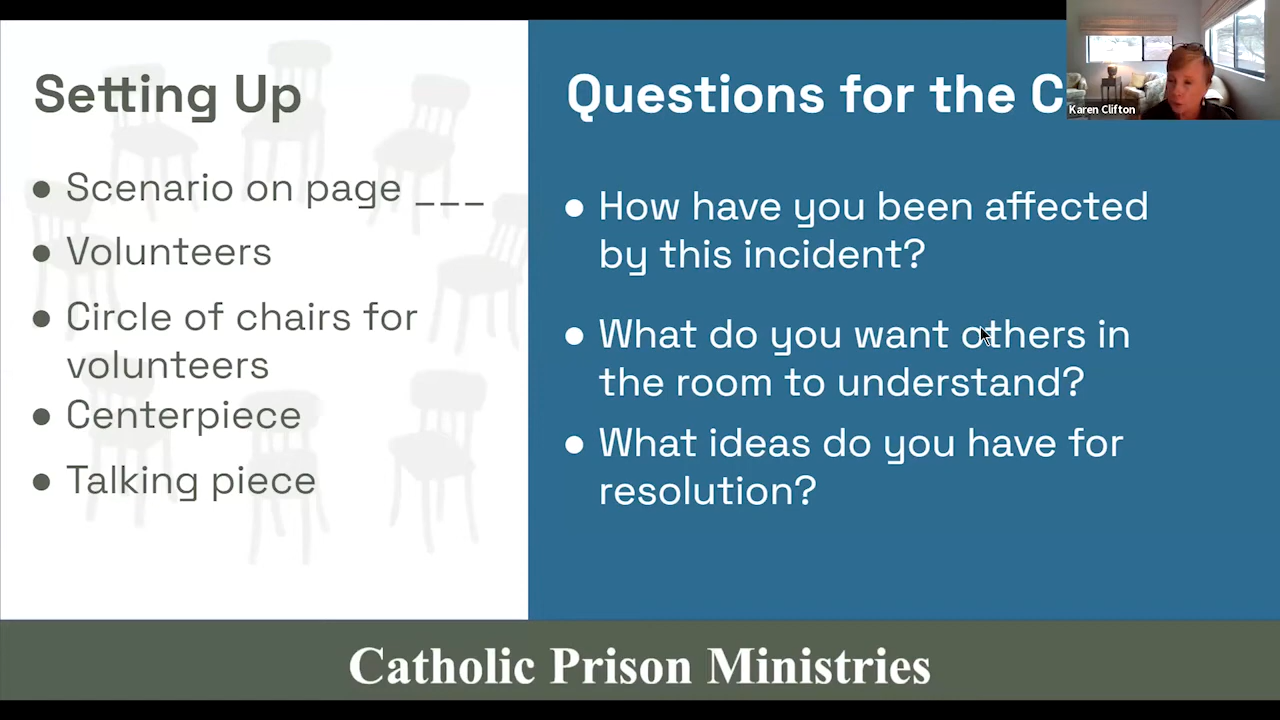 Setting Up
Scenario on page ___
Volunteers
Circle of chairs for
volunteers
Centerpiece
Talking piece
Questions for the C
How have you been affected
by this incident?
What do you want others in
the room to understand?
What ideas do you have for
resolution?
Karen Clifton
Catholic Prison Ministries